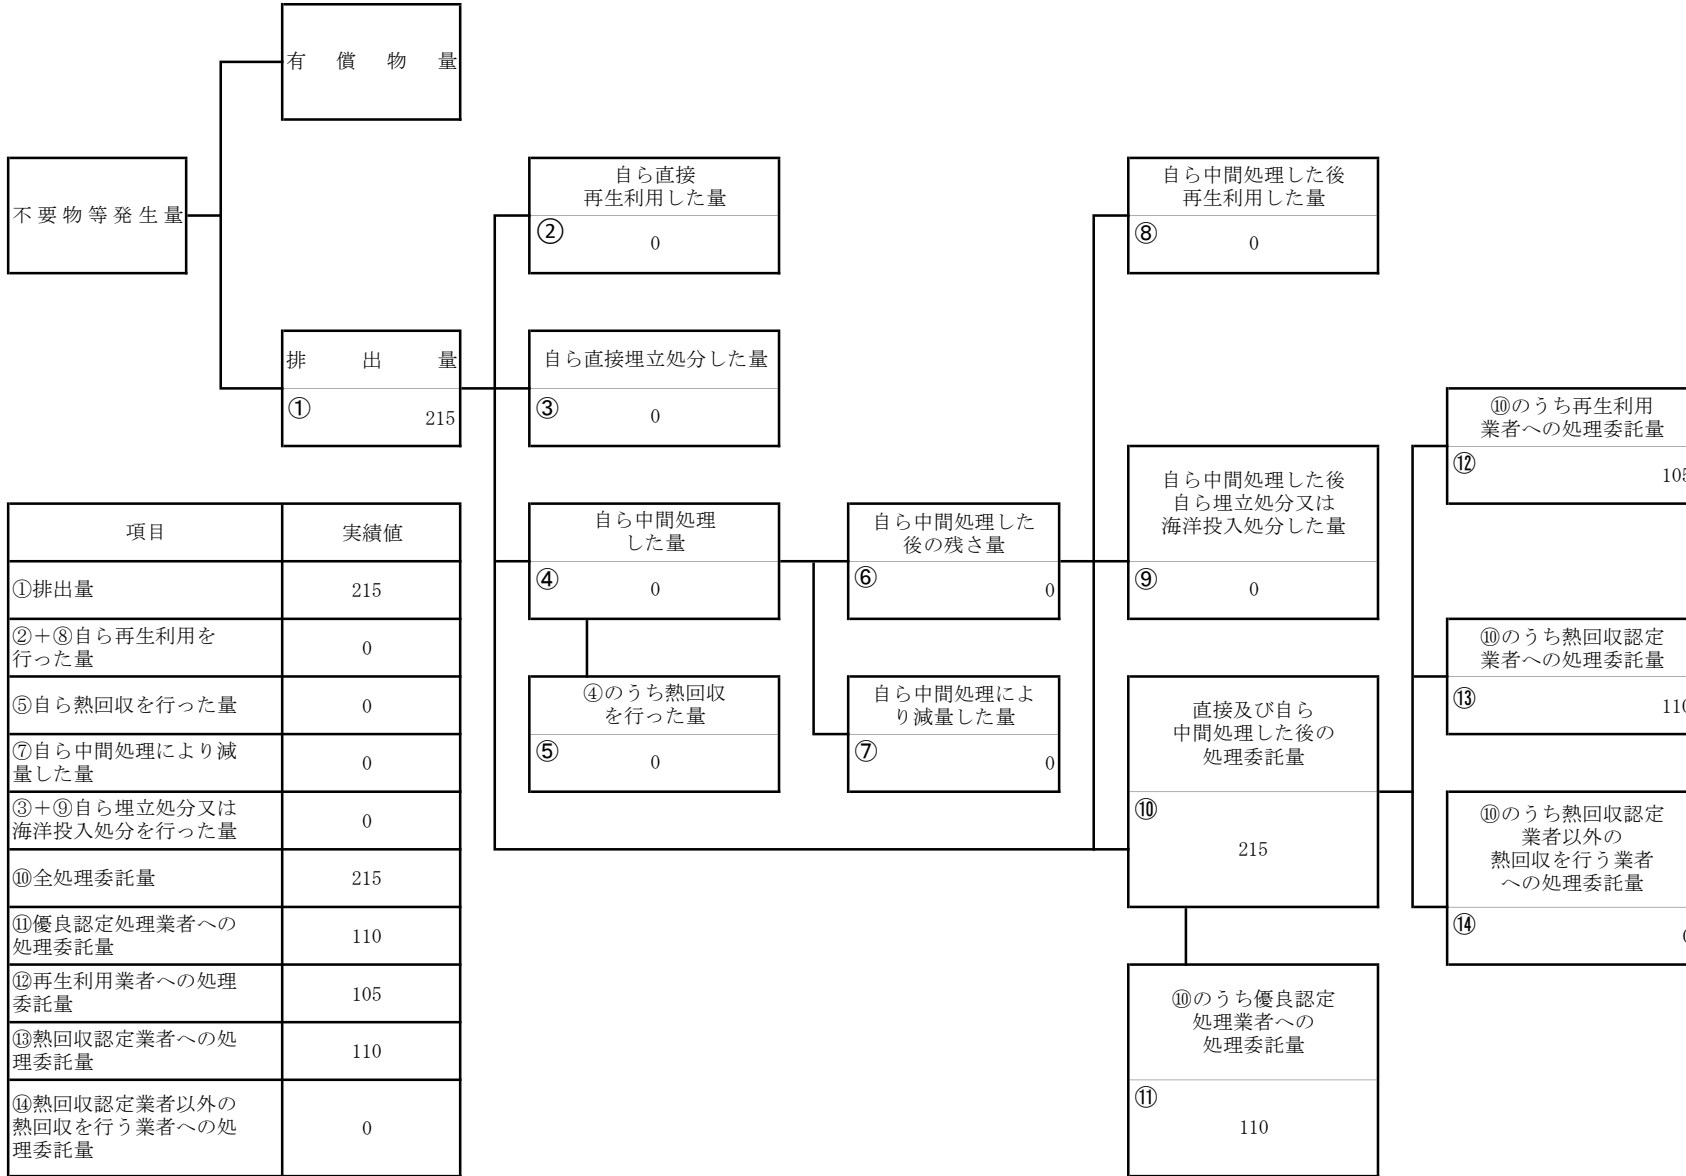 有償物量
不要物等発生量
自ら直接
再生利用した量
②
0
自ら中間処理した後
再生利用した量
⑧
0
排出量
①
215
自ら直接埋立処分した量
③
0
⑩のうち再生利用
業者への処理委託量
⑫
105
自ら中間処理した後
自ら埋立処分又は
海洋投入処分した量
⑨
0
自ら中間処理
した量
④
0
自ら中間処理した
後の残さ量
⑥
0
⑩のうち熱回収認定
業者への処理委託量
⑬
110
④のうち熱回収
を行った量
⑤
0
自ら中間処理によ
り減量した量
⑦
0
直接及び自ら
中間処理した後の
処理委託量
⑩
215
⑩のうち熱回収認定
業者以外の
熱回収を行う業者
への処理委託量
⑭
0
⑩のうち優良認定
処理業者への
処理委託量
⑪
110
項目
実績値
①排出量
215
②+⑧自ら再生利用を
行った量
0
⑤自ら熱回収を行った量
0
⑦自ら中間処理により減
量した量
0
③+⑨自ら埋立処分又は
海洋投入処分を行った量
0
⑩全処理委託量
215
⑪優良認定処理業者への
処理委託量
110
⑫再生利用業者への処理
委託量
105
⑬熱回収認定業者への処
理委託量
110
⑭熱回収認定業者以外の
熱回収を行う業者への処
理委託量
0